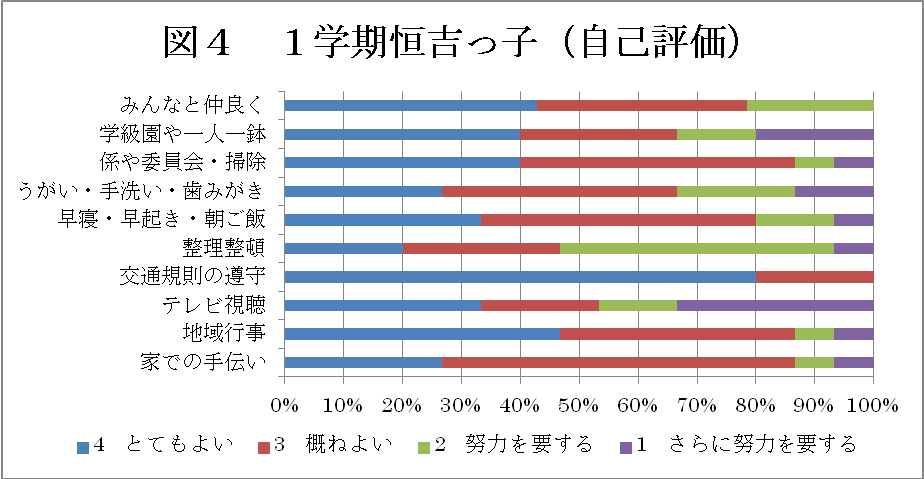 図４　１学期恒吉っ子（自己評価）
みんなと仲良く
学級園や一人一鉢
係や委員会・掃除
うがい・手洗い・歯みがき
早寝・早起き・朝ご飯
整理整頓
交通規則の遵守
テレビ視聴
地域行事
家での手伝い
0% 10% 20% 30% 40% 50% 60% 70% 80% 90% 100%
４　とてもよい ３　概ねよい ２　努力を要する １　さらに努力を要する